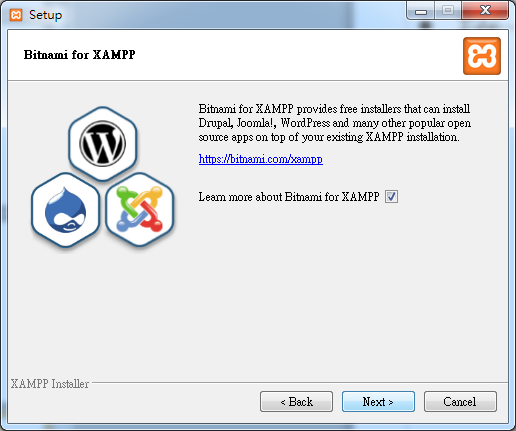 Setup
Bitnami for XAMPP
Bitnami for XAMPP provides free installers that can install
Drupal, Joomla!, WordPress and many other popular open
source apps on top of your existing XAMPP installation.
https://bitnami.com/xampp
Learn more about Bitnami for XAMPP
XAMPP Installer
< Back
Next >
Cancel